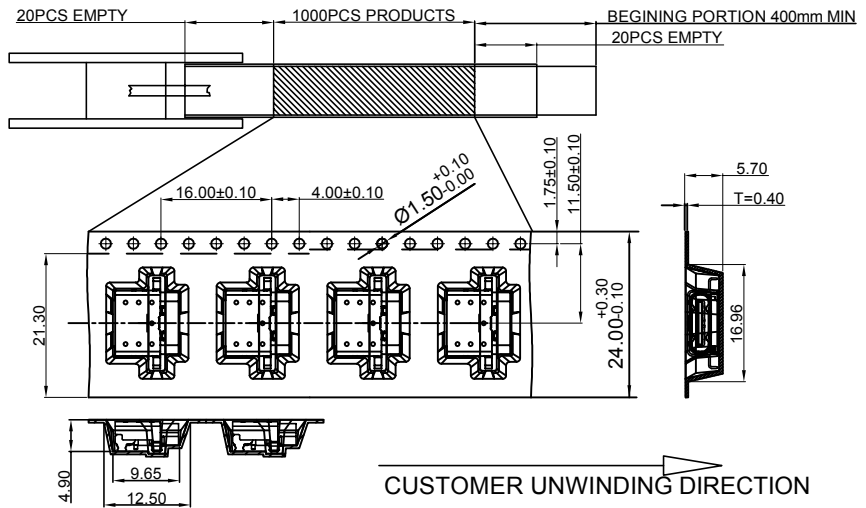 20PCS EMPTY
1000PCS PRODUCTS
BEGINING PORTION 400mm MIN
20PCS EMPTY
16.00±0.10
4.00±0.10
Ø1.50+0.10-0.00
1.75±0.10
11.50±0.10
5.70
T=0.40
21.30
24.00+0.30-0.10
16.96
4.90
9.65
12.50
CUSTOMER UNWINDING DIRECTION